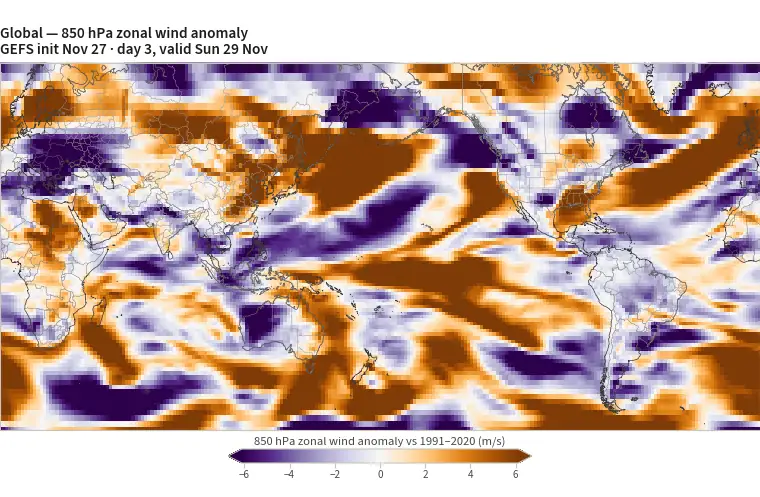 Global — 850 hPa zonal wind anomaly
GEFS init Nov 27 · day 3, valid Sun 29 Nov
850 hPa zonal wind anomaly vs 1991–2020 (m/s)
−6 −4 −2 0 2 4 6